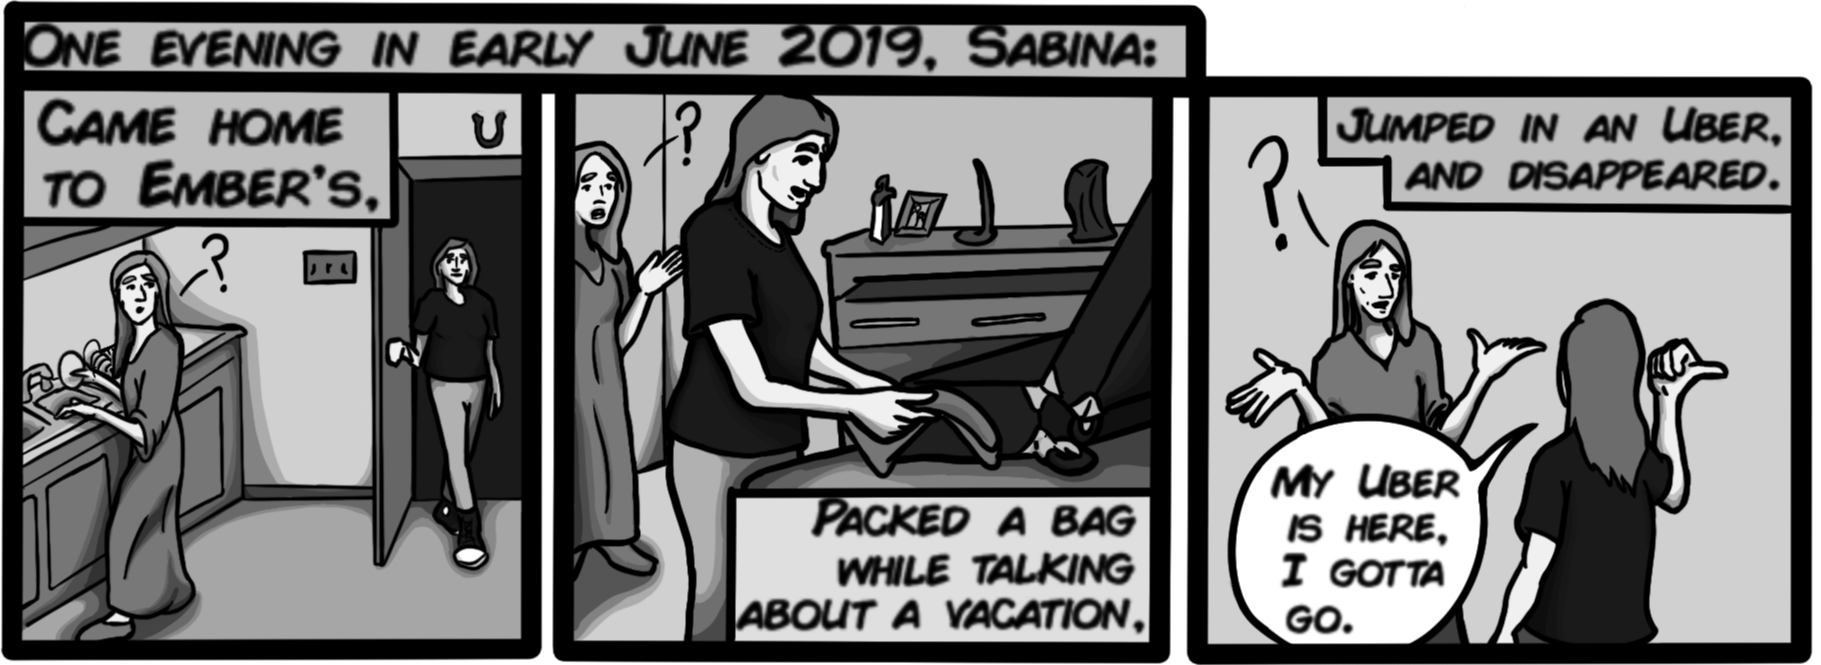 One evening in early June 2019, Sabina:
Came home
to Ember's,
?
?
Packed a bag
while talking
about a vacation,
Jumped in an Uber,
and disappeared.
?
My Uber
is here,
I gotta
go.